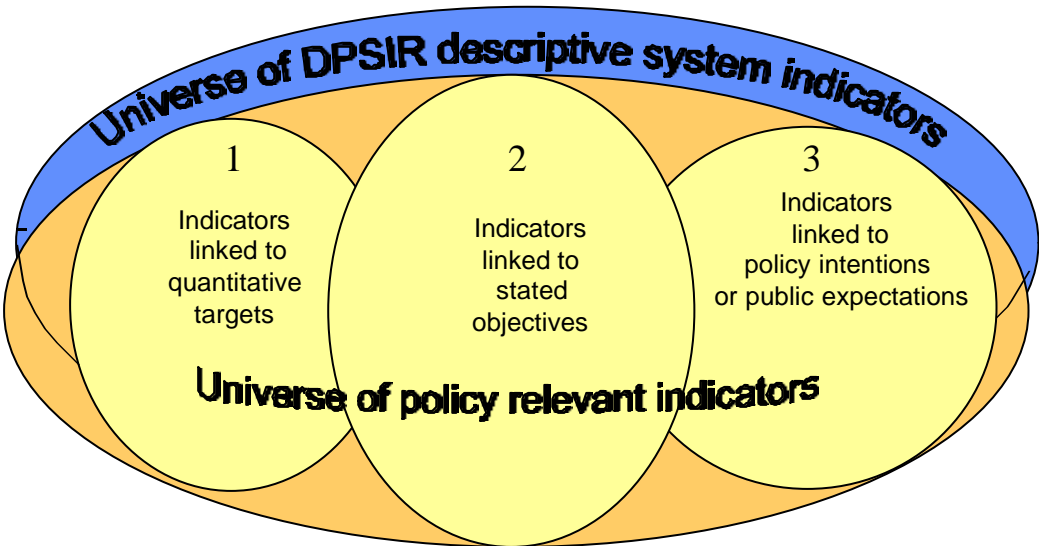 Universe of DPSIR descriptive system indicators
1
Indicators
linked to
quantitative
targets
2
Indicators
linked to
stated
objectives
3
Indicators
linked to
policy intentions
or public expectations
Universe of policy relevant indicators